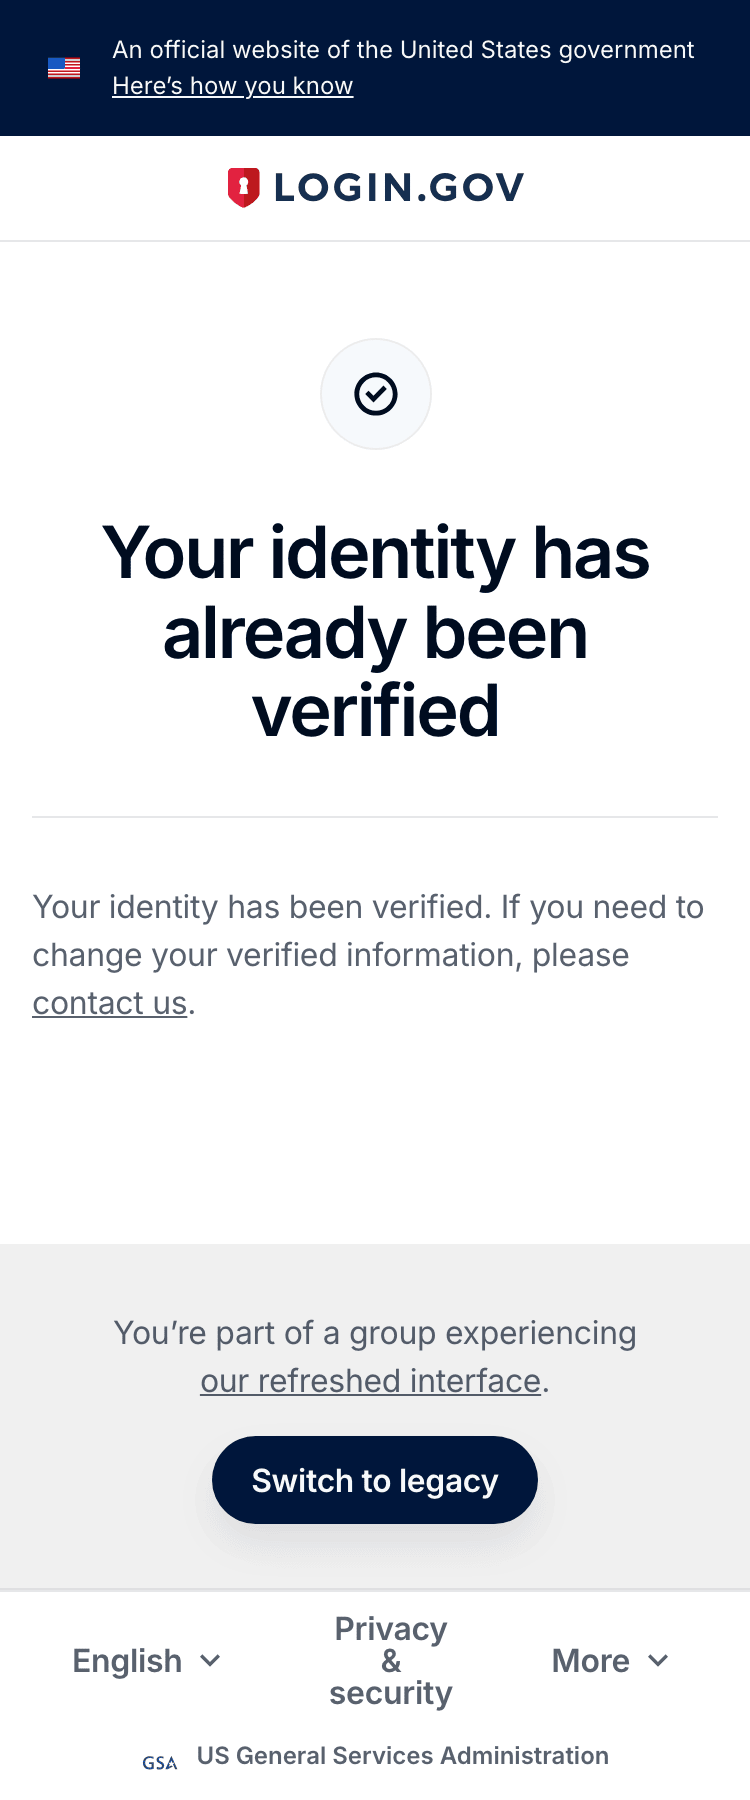 An official website of the United States government
Here’s how you know
LOGIN.GOV
Your identity has
already been
verified
Your identity has been verified. If you need to
change your verified information, please
contact us.
You’re part of a group experiencing
our refreshed interface.
Switch to legacy
English
Privacy
&
security
More
GSA US General Services Administration